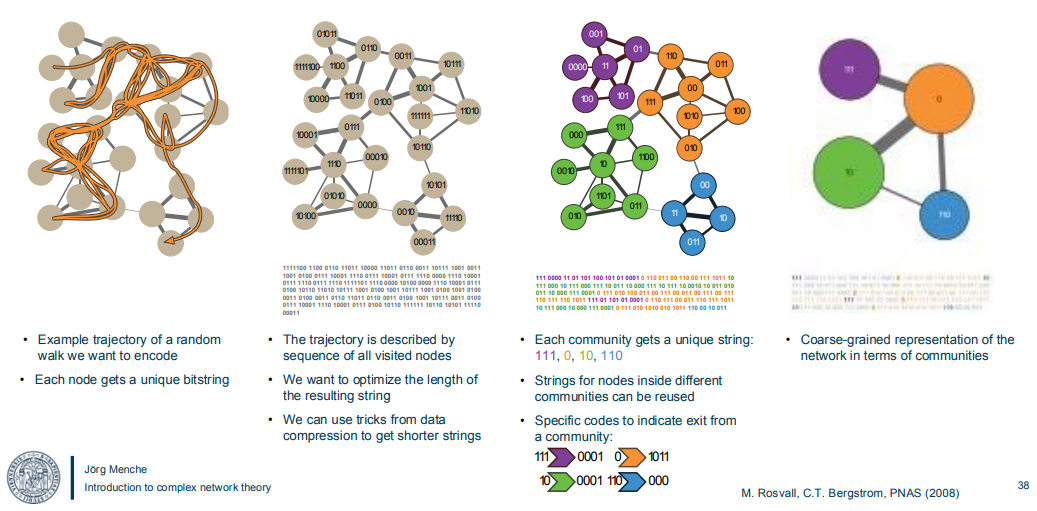 01011
0110
0011
1111100
1100
10111
10000
11011
0100
1001
111111
11010
10001
0111
10110
1111101
1110
00010
01010
10101
10100
0000
0010
11110
00011
001
01
110
0000
11
011
00
100
101
111
1010
100
000
111
010
0010
10
1100
1101
00
010
011
11
10
011
111
0
10
110
1111100 1100 0110 11011 10000 11011 0110 0011 10111 1001 0011
1001 0100 0111 10001 1110 0111 10001 0111 1110 0000 1110 10001
0111 1110 0111 1110 1111101 1110 0000 10100 0000 1110 10001 0111
0100 10110 11010 10111 1001 0100 1001 10111 1001 0100 1001 0100
0011 0100 0011 0110 11011 0110 0011 0100 1001 10111 0011 0100
0111 10001 1110 10001 0111 0100 10110 111111 10110 10101 11110
00011
111 0000 11 01 101 100 101 01 0001 0 110 011 00 110 00 111 1011 10
111 000 10 111 000 111 10 011 10 000 111 10 111 10 0010 10 011 010
011 10 000 111 0001 0 111 010 100 011 00 111 00 011 00 111 00 111
110 111 110 1011 111 01 101 01 0001 0 110 111 00 011 110 111 1011
10 111 000 10 000 111 0001 0 111 010 1010 010 1011 110 00 10 011
• Example trajectory of a random
walk we want to encode
• Each node gets a unique bitstring
• The trajectory is described by
sequence of all visited nodes
• We want to optimize the length of
the resulting string
• We can use tricks from data
compression to get shorter strings
• Each community gets a unique string:
111, 0, 10, 110
• Strings for nodes inside different
communities can be reused
• Specific codes to indicate exit from
a community:
111 0001 0 1011
10 0001 110 000
• Coarse-grained representation of the
network in terms of communities
Jörg Menche
Introduction to complex network theory
M. Rosvall, C.T. Bergstrom, PNAS (2008)
38